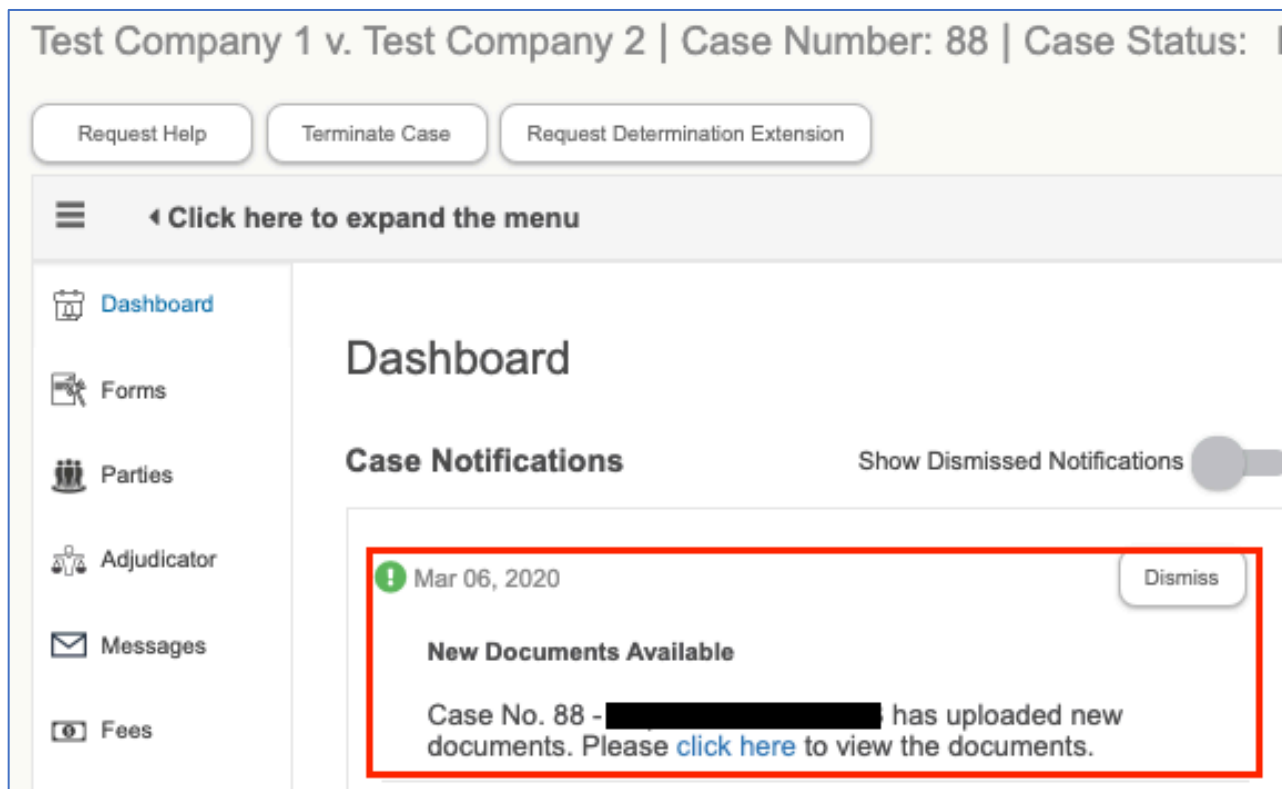 Test Company 1 v. Test Company 2 | Case Number: 88 | Case Status:
Request Help
Terminate Case
Request Determination Extension
Click here to expand the menu
Dashboard
Forms
Parties
Adjudicator
Messages
Fees
Dashboard
Case Notifications
Show Dismissed Notifications
Mar 06, 2020
Dismiss
New Documents Available
Case No. 88 - has uploaded new
documents. Please click here to view the documents.